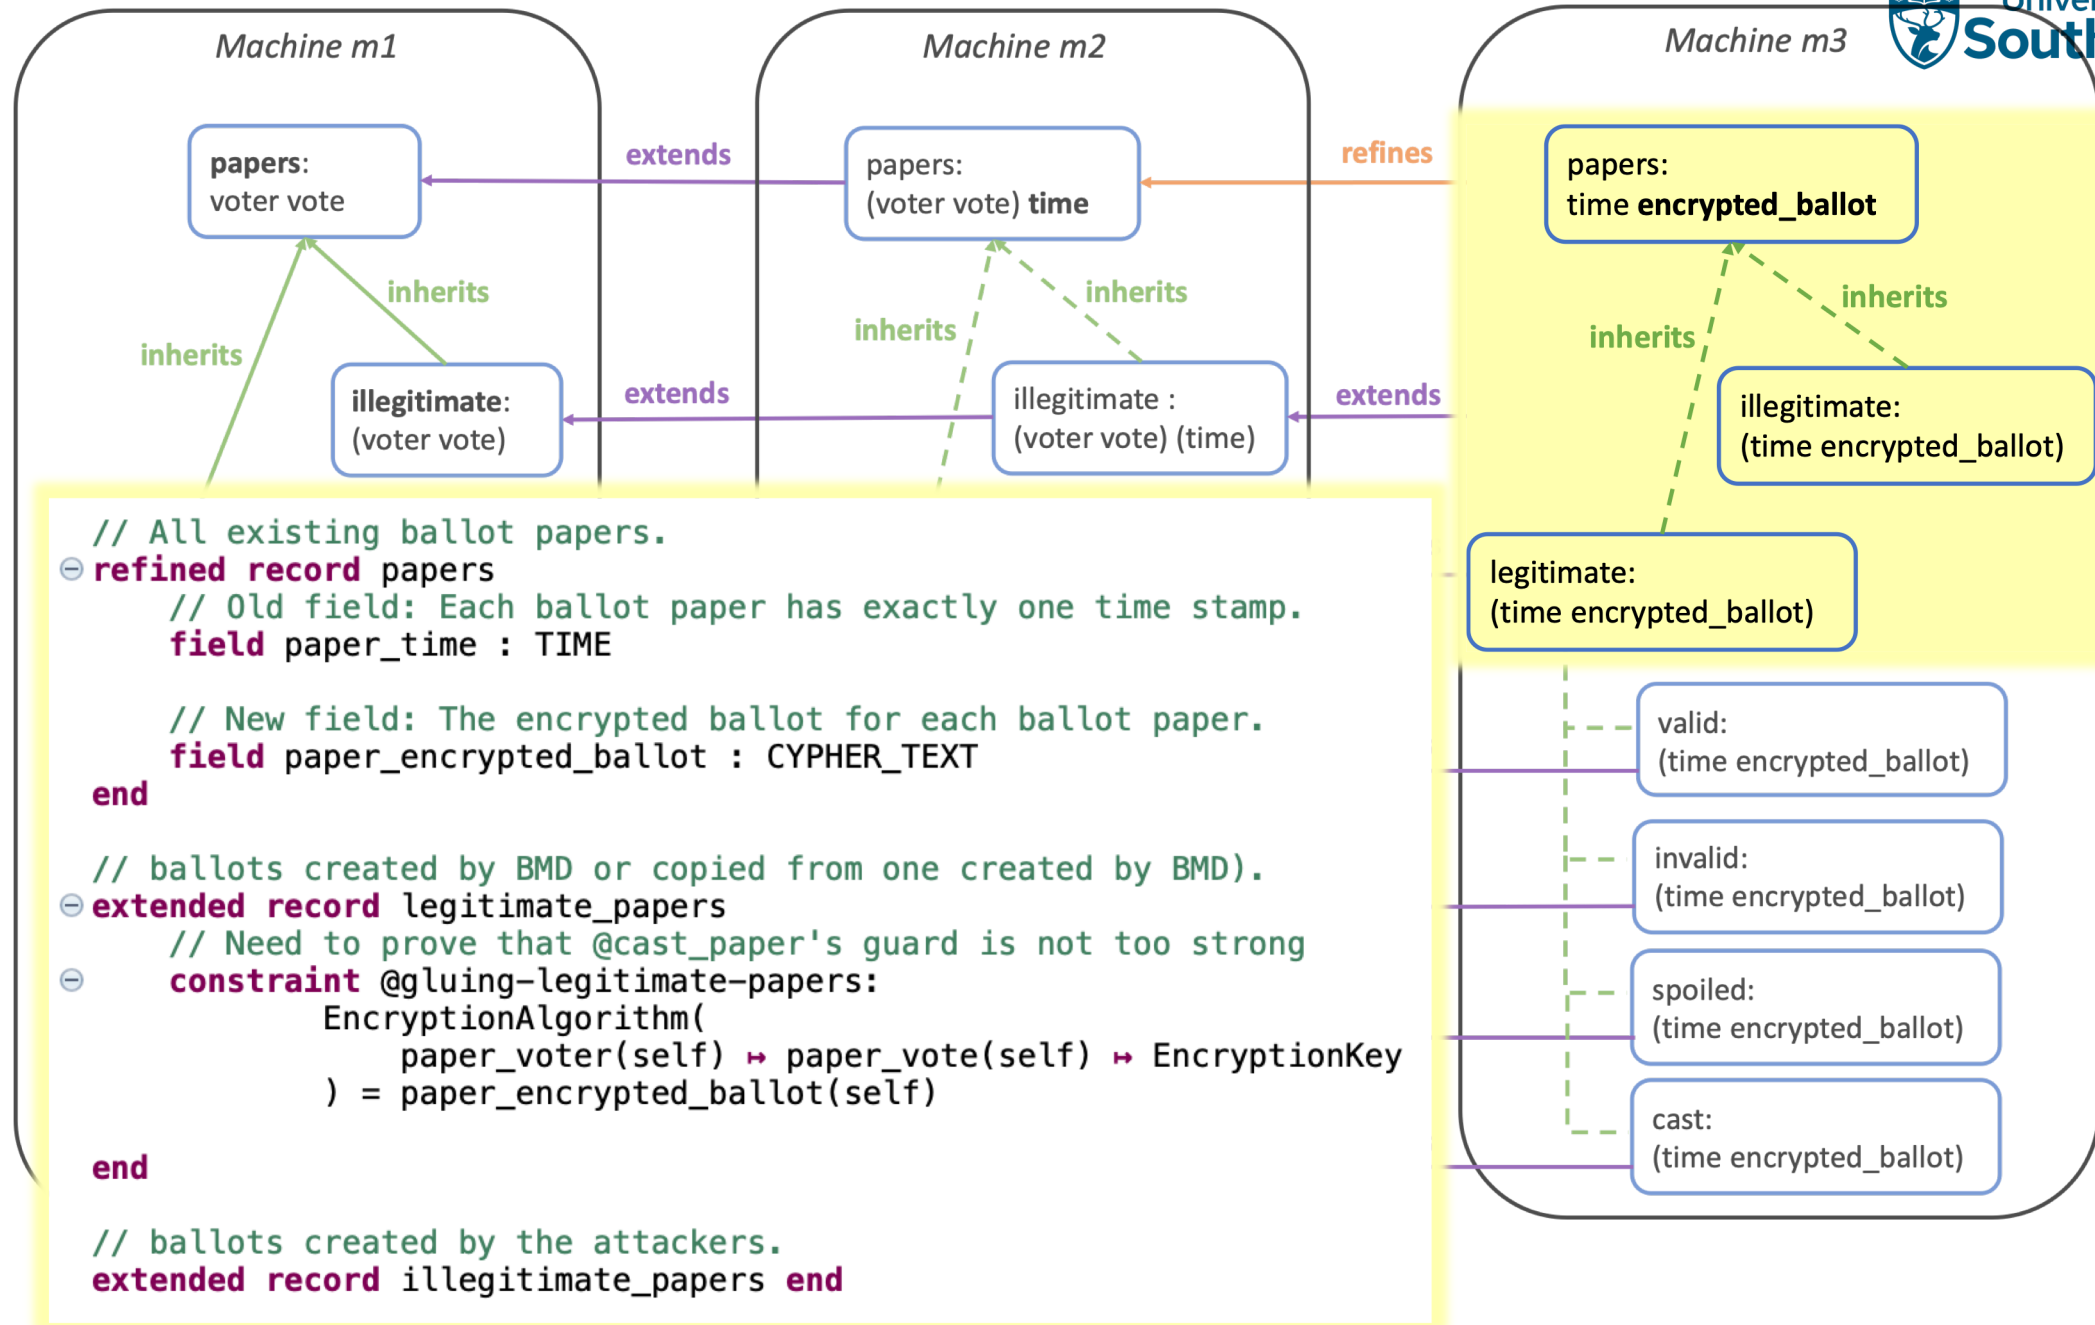 Machine m1
Machine m2
Machine m3
South
papers:
voter vote
extends
papers:
(voter vote) time
refines
papers:
time encrypted_ballot
inherits
inherits
inherits
inherits
inherits
inherits
illegitimate:
(voter vote)
extends
illegitimate :
(voter vote) (time)
extends
illegitimate:
(time encrypted_ballot)
legitimate:
(time encrypted_ballot)
valid:
(time encrypted_ballot)
invalid:
(time encrypted_ballot)
spoiled:
(time encrypted_ballot)
cast:
(time encrypted_ballot)
// All existing ballot papers.
refined record papers
// Old field: Each ballot paper has exactly one time stamp.
field paper_time : TIME
// New field: The encrypted ballot for each ballot paper.
field paper_encrypted_ballot : CYPHER_TEXT
end
// ballots created by BMD or copied from one created by BMD).
extended record legitimate_papers
// Need to prove that @cast_paper's guard is not too strong
constraint @gluing-legitimate-papers:
EncryptionAlgorithm(
paper_voter(self) ↦ paper_vote(self) ↦ EncryptionKey
) = paper_encrypted_ballot(self)
end
// ballots created by the attackers.
extended record illegitimate_papers end